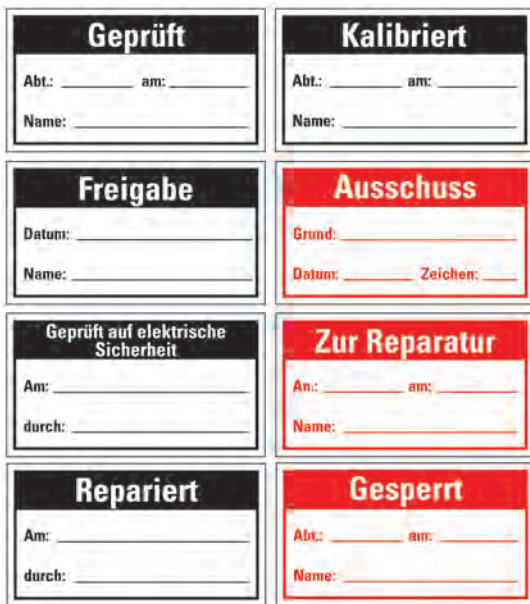 Geprüft
Abt.: am:
Name:
Kalibriert
Abt.: am:
Name:
Freigabe
Datum:
Name:
Ausschuss
Grund:
Datum: Zeichen:
Geprüft auf elektrische
Sicherheit
Am:
durch:
Zur Reparatur
An.: am:
Name:
Repariert
Am:
durch:
Gesperrt
Abt.: am:
Name: